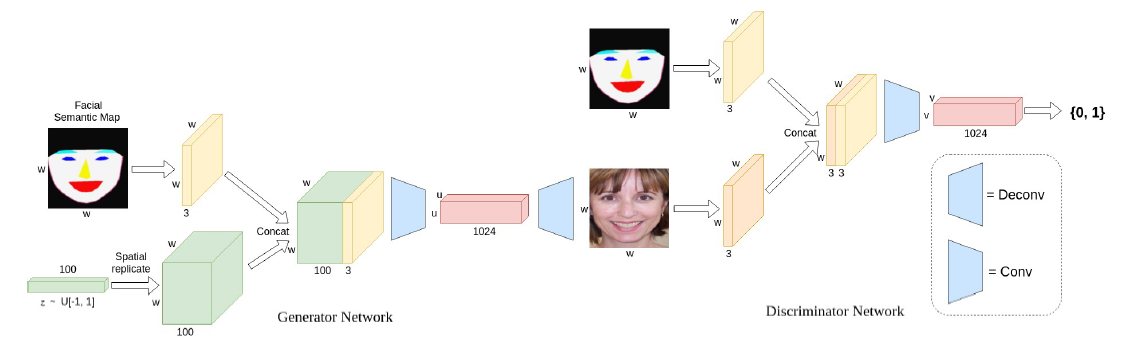 Facial
Semantic Map
w
w
w
w
3
100
z ~ U[-1, 1]
Spatial
replicate
w
w
100
Concat
w
w
100 3
u
u
1024
w
w
Generator Network
w
w
w
3
w
w
3
Concat
w
w
3 3
v
v
1024
{0, 1}
Discriminator Network
= Deconv
= Conv